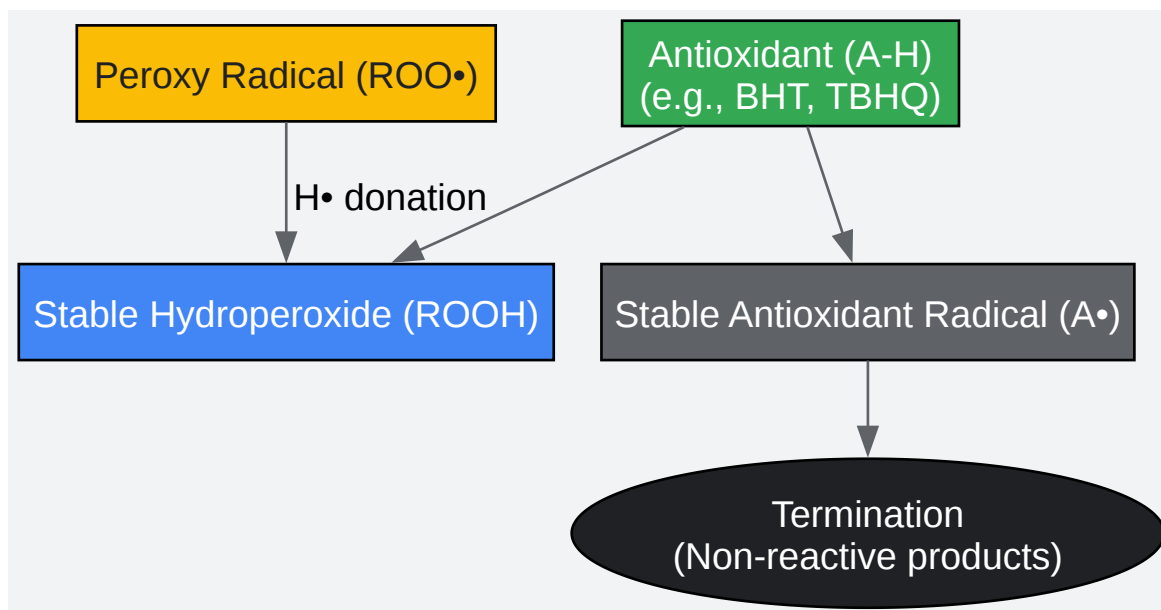 Peroxy Radical (ROO•)
Antioxidant (A-H)
(e.g., BHT, TBHQ)
H• donation
Stable Hydroperoxide (ROOH)
Stable Antioxidant Radical (A•)
Termination
(Non-reactive products)